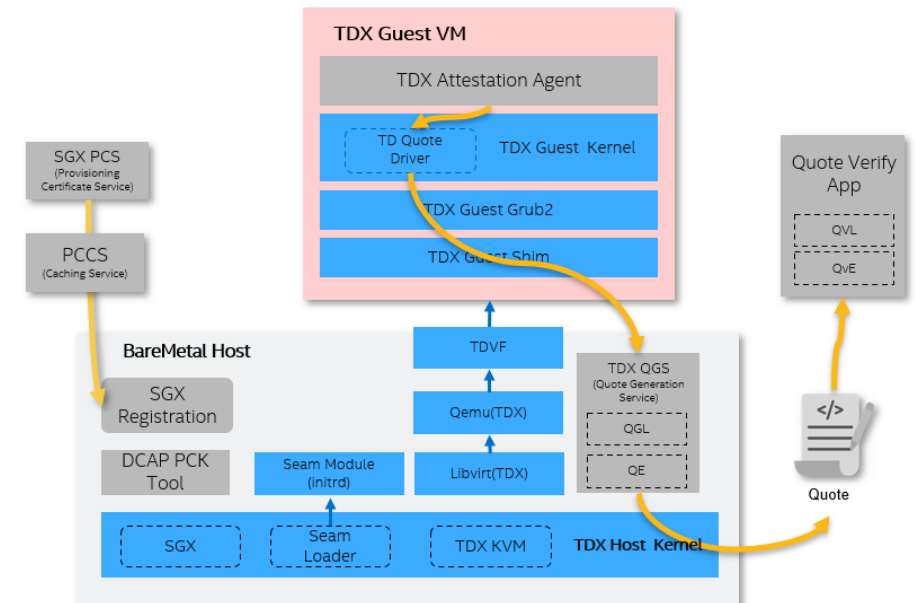 TDX Guest VM
TDX Attestation Agent
TD Quote
Driver
TDX Guest Kernel
TDX Guest Grub2
TDX Guest Shim
SGX PCS
(Provisioning
Certificate Service)
PCCS
(Caching Service)
Quote Verify
App
QVL
QvE
BareMetal Host
SGX
Registration
DCAP PCK
Tool
Seam Module
(initrd)
TDVF
Qemu(TDX)
Libvirt(TDX)
TDX QGS
(Quote Generation
Service)
QGL
QE
</>
Quote
SGX
Seam
Loader
TDX KVM
TDX Host Kernel